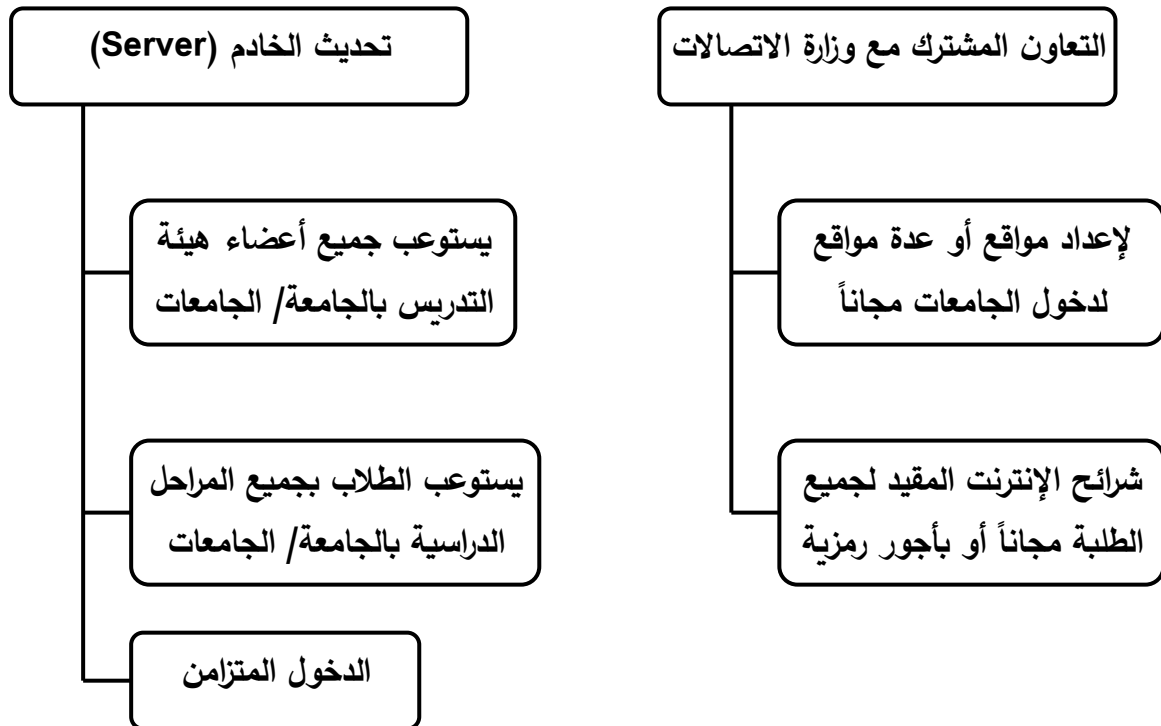 التعاون المشترك مع وزارة الاتصالات
لإعداد مواقع أو عدة مواقع
لدخول الجامعات مجاناً
شرائح الإنترنت المقيد لجميع
الطلبة مجاناً أو بأجور رمزية
تحديث الخادم (Server)
يستوعب جميع أعضاء هيئة
التدريس بالجامعة/ الجامعات
يستوعب الطلاب بجميع المراحل
الدراسية بالجامعة/ الجامعات
الدخول المتزامن